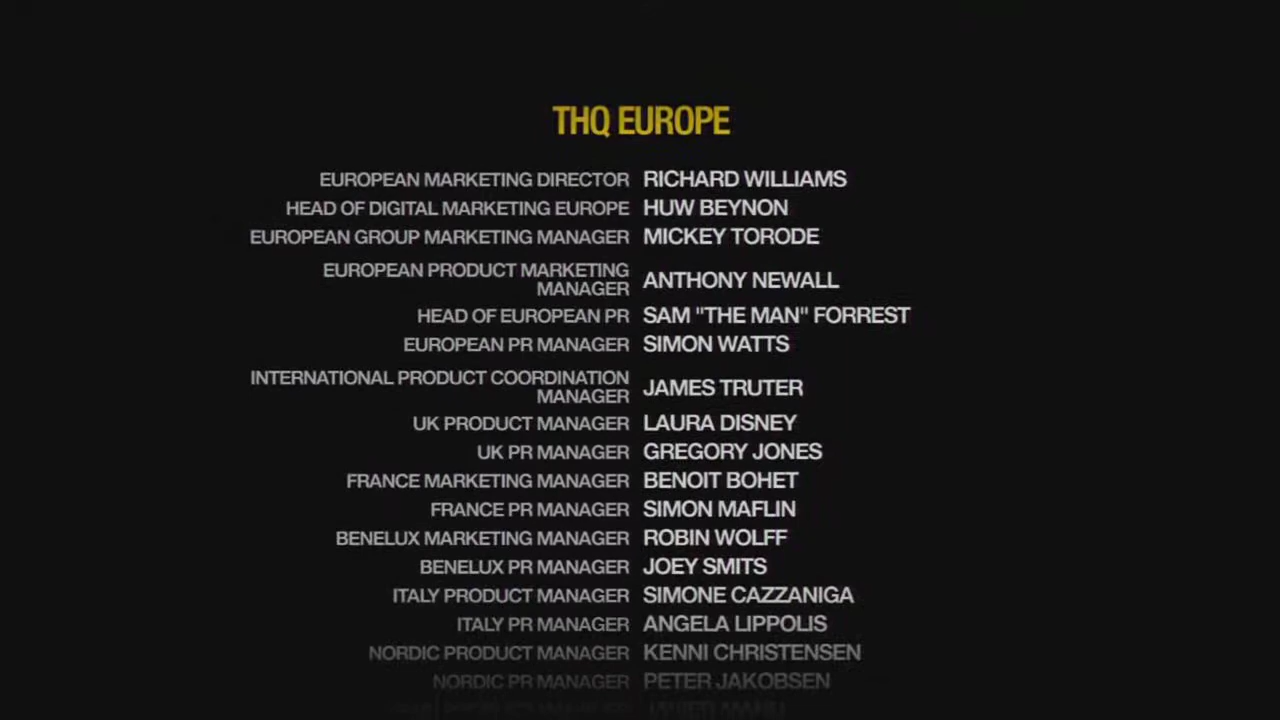 THQ EUROPE
EUROPEAN MARKETING DIRECTOR RICHARD WILLIAMS
HEAD OF DIGITAL MARKETING EUROPE HUW BEYNON
EUROPEAN GROUP MARKETING MANAGER MICKEY TORODE
EUROPEAN PRODUCT MARKETING
MANAGER ANTHONY NEWALL
HEAD OF EUROPEAN PR SAM "THE MAN" FORREST
EUROPEAN PR MANAGER SIMON WATTS
INTERNATIONAL PRODUCT COORDINATION
MANAGER JAMES TRUTER
UK PRODUCT MANAGER LAURA DISNEY
UK PR MANAGER GREGORY JONES
FRANCE MARKETING MANAGER BENOIT BOHET
FRANCE PR MANAGER SIMON MAFLIN
BENELUX MARKETING MANAGER ROBIN WOLFF
BENELUX PR MANAGER JOEY SMITS
ITALY PRODUCT MANAGER SIMONE CAZZANIGA
ITALY PR MANAGER ANGELA LIPPOLIS
NORDIC PRODUCT MANAGER KENNI CHRISTENSEN
NORDIC PR MANAGER PETER JAKOBSEN